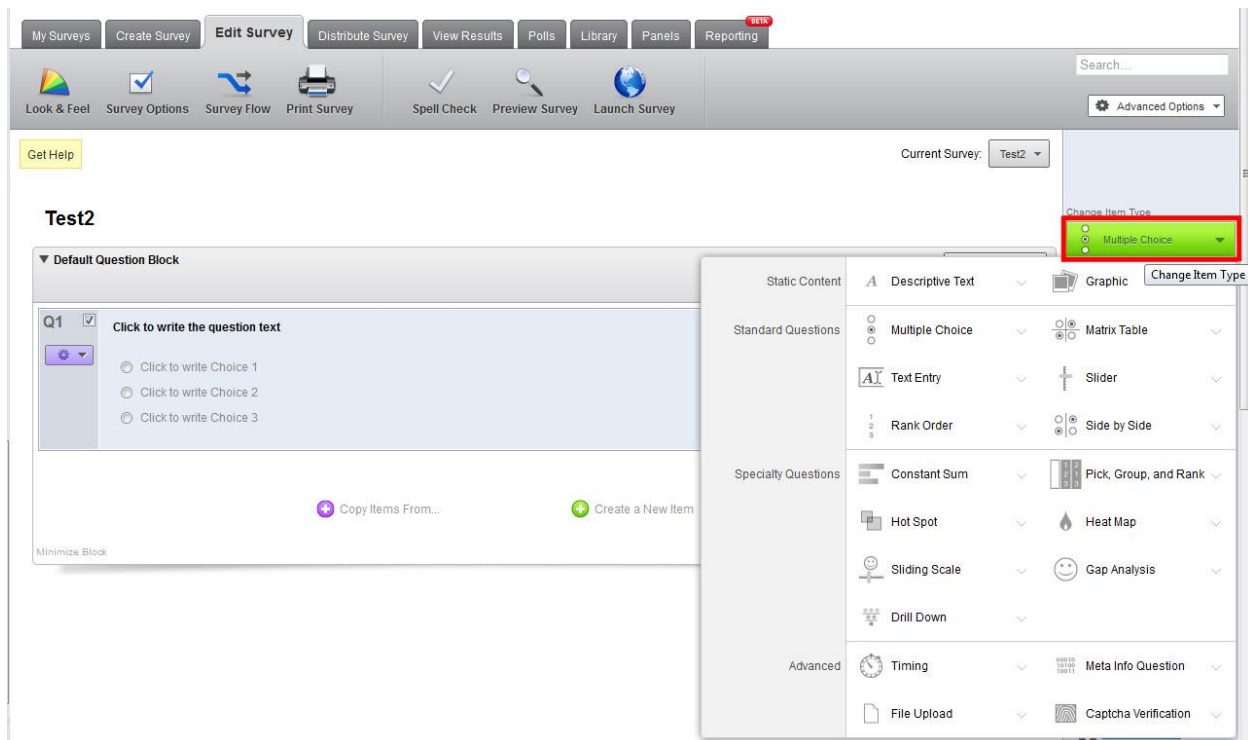 BETA
My Surveys Create Survey Edit Survey Distribute Survey View Results Polls Library Panels Reporting
Search...
Look & Feel Survey Options Survey Flow Print Survey Spell Check Preview Survey Launch Survey
Advanced Options
Get Help
Current Survey: Test2
Test2
Change Item Type
Multiple Choice
Default Question Block
Change Item Type
Static Content Descriptive Text Graphic
Q1 Click to write the question text
Standard Questions Multiple Choice Matrix Table
Click to write Choice 1
Text Entry Slider
Click to write Choice 2
Click to write Choice 3
Rank Order Side by Side
Specialty Questions Constant Sum Pick, Group, and Rank
Copy Items From... Create a New Item
Hot Spot Heat Map
Minimize Block
Sliding Scale Gap Analysis
Drill Down
Advanced Timing Meta Info Question
File Upload Captcha Verification